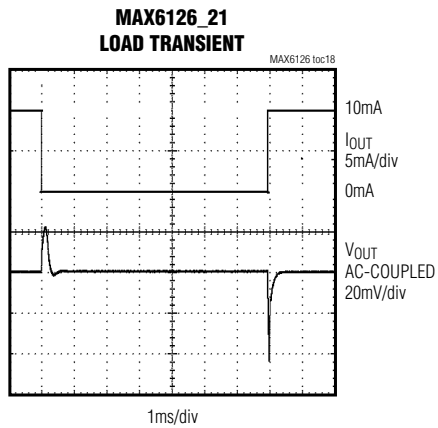 MAX6126_21
LOAD TRANSIENT
MAX6126 toc18
10mA
IOUT
5mA/div
0mA
VOUT
AC-COUPLED
20mV/div
1ms/div